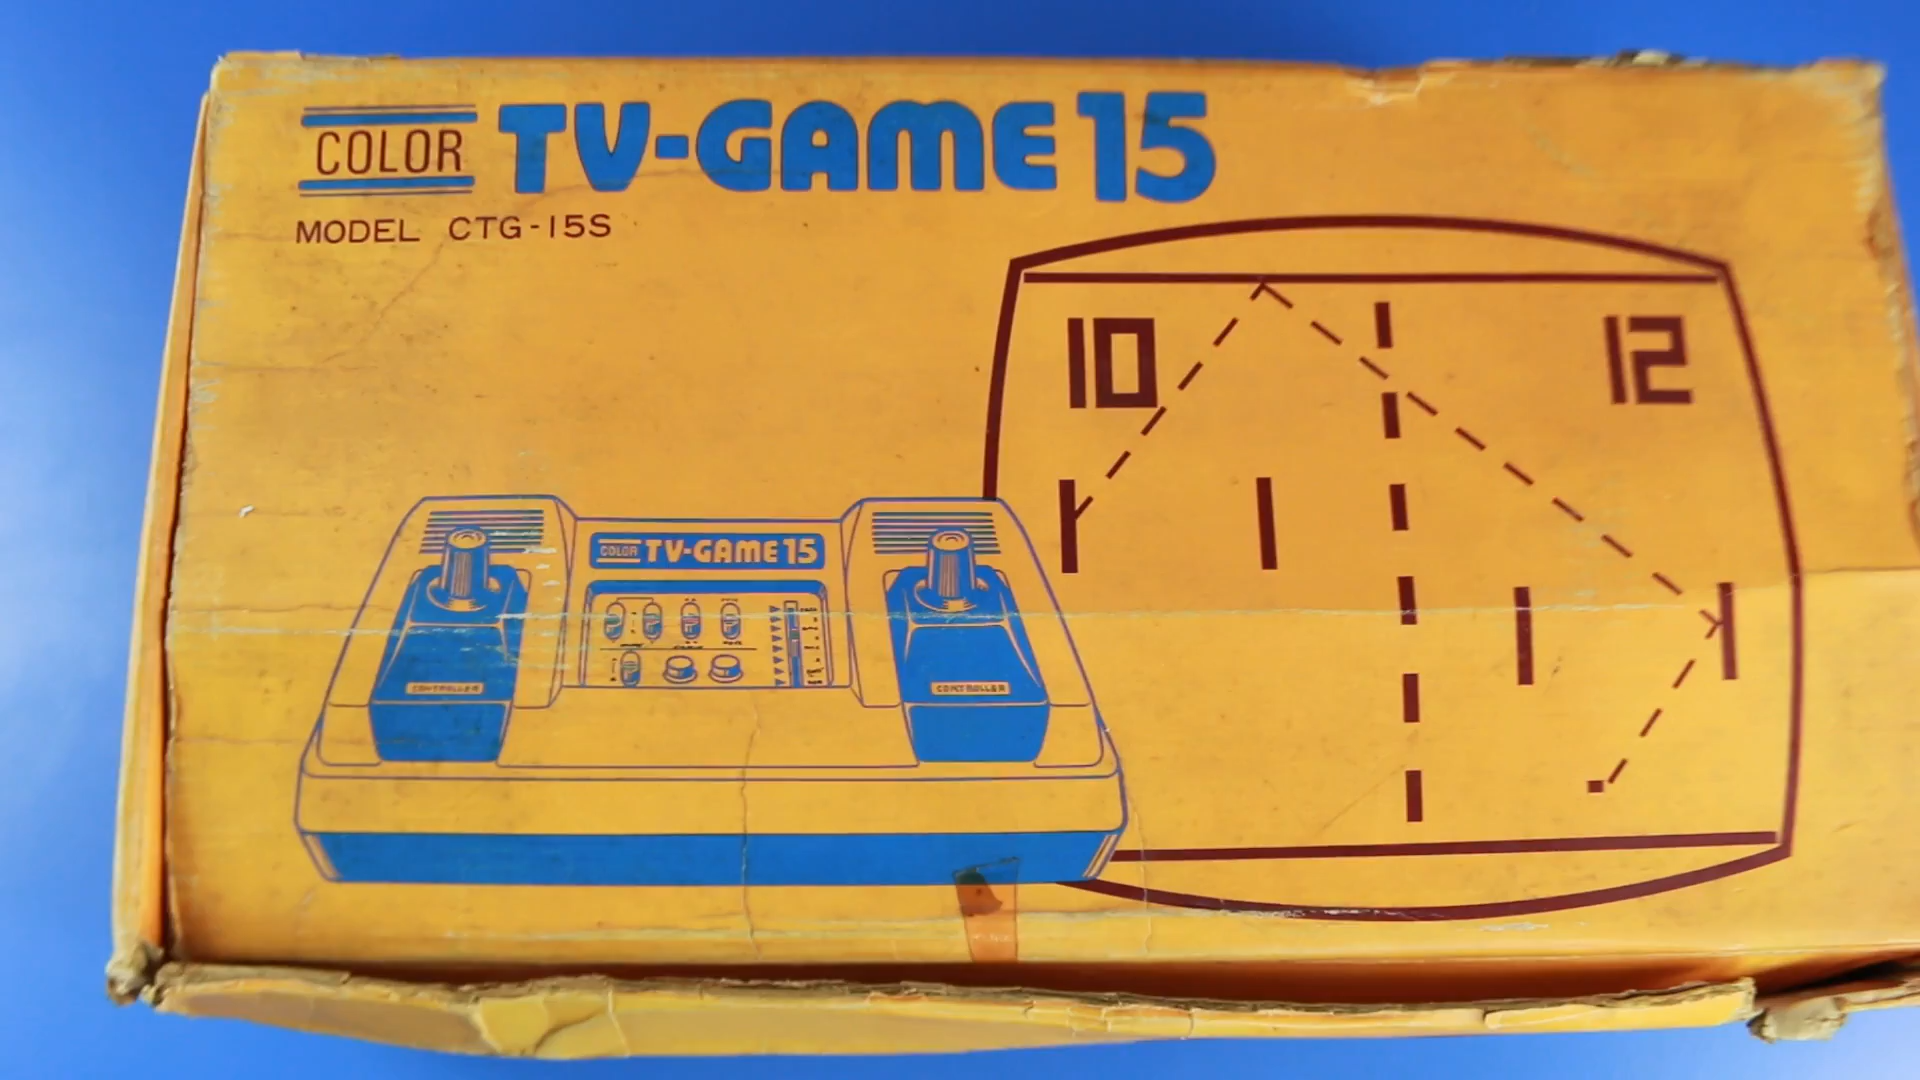 COLOR TV-GAME 15
MODEL CTG-15S
10 12
COLOR TV-GAME 15
CONTROLLER CONTROLLER